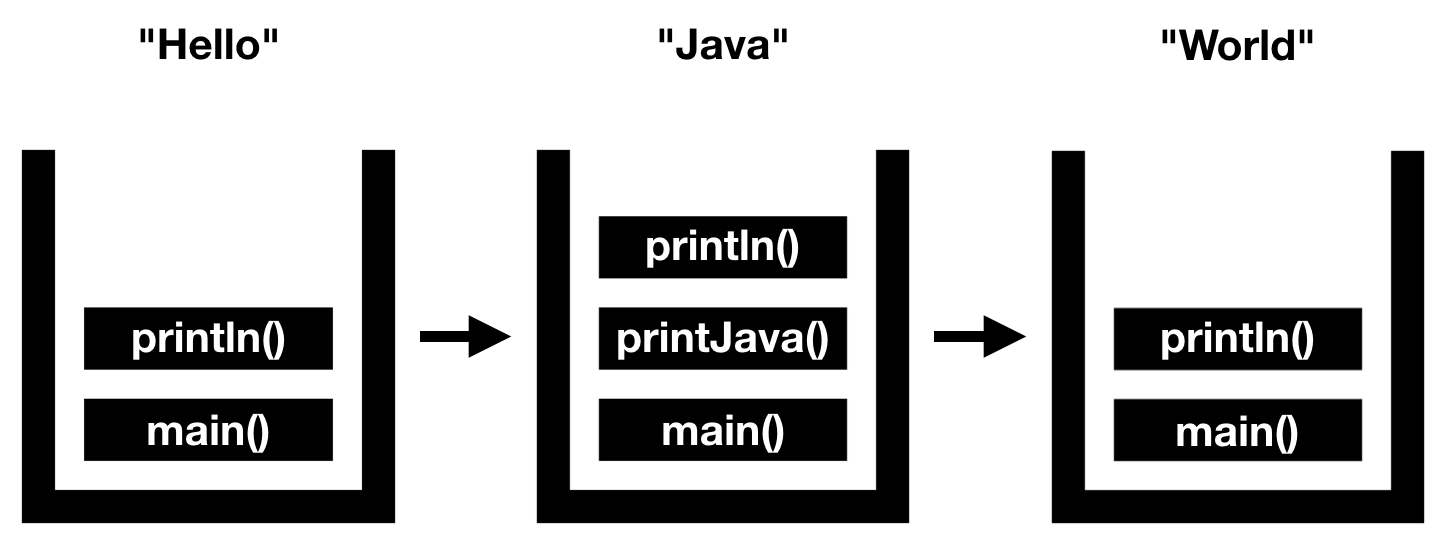 "Hello"
"Java"
"World"
println()
main()
println()
printJava()
main()
println()
main()